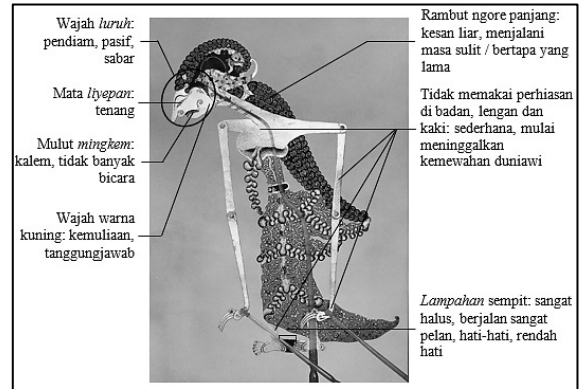 Wajah luruh:
pendiam, pasif,
sabar
Mata liyepan:
tenang
Mulut mingkem:
kalem, tidak banyak
bicara
Wajah warna
kuning: kemuliaan,
tanggungjawab
Rambut ngore panjang:
kesan liar, menjalani
masa sulit / bertapa yang
lama
Tidak memakai perhiasan
di badan, lengan dan
kaki: sederhana, mulai
meninggalkan
kemewahan duniawi
Lampahan sempit: sangat
halus, berjalan sangat
pelan, hati-hati, rendah
hati